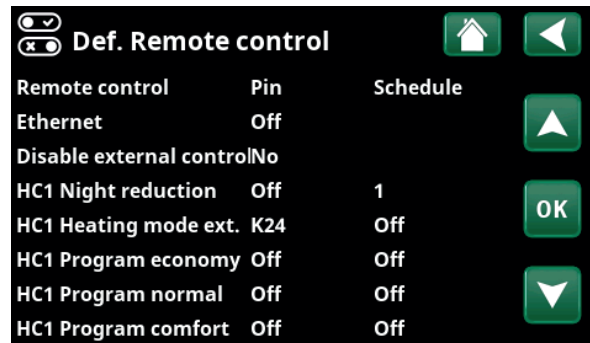 Def. Remote control
Remote control Pin Schedule
Ethernet Off
Disable external control No
HC1 Night reduction Off 1
OK
HC1 Heating mode ext. K24 Off
HC1 Program economy Off Off
HC1 Program normal Off Off
HC1 Program comfort Off Off